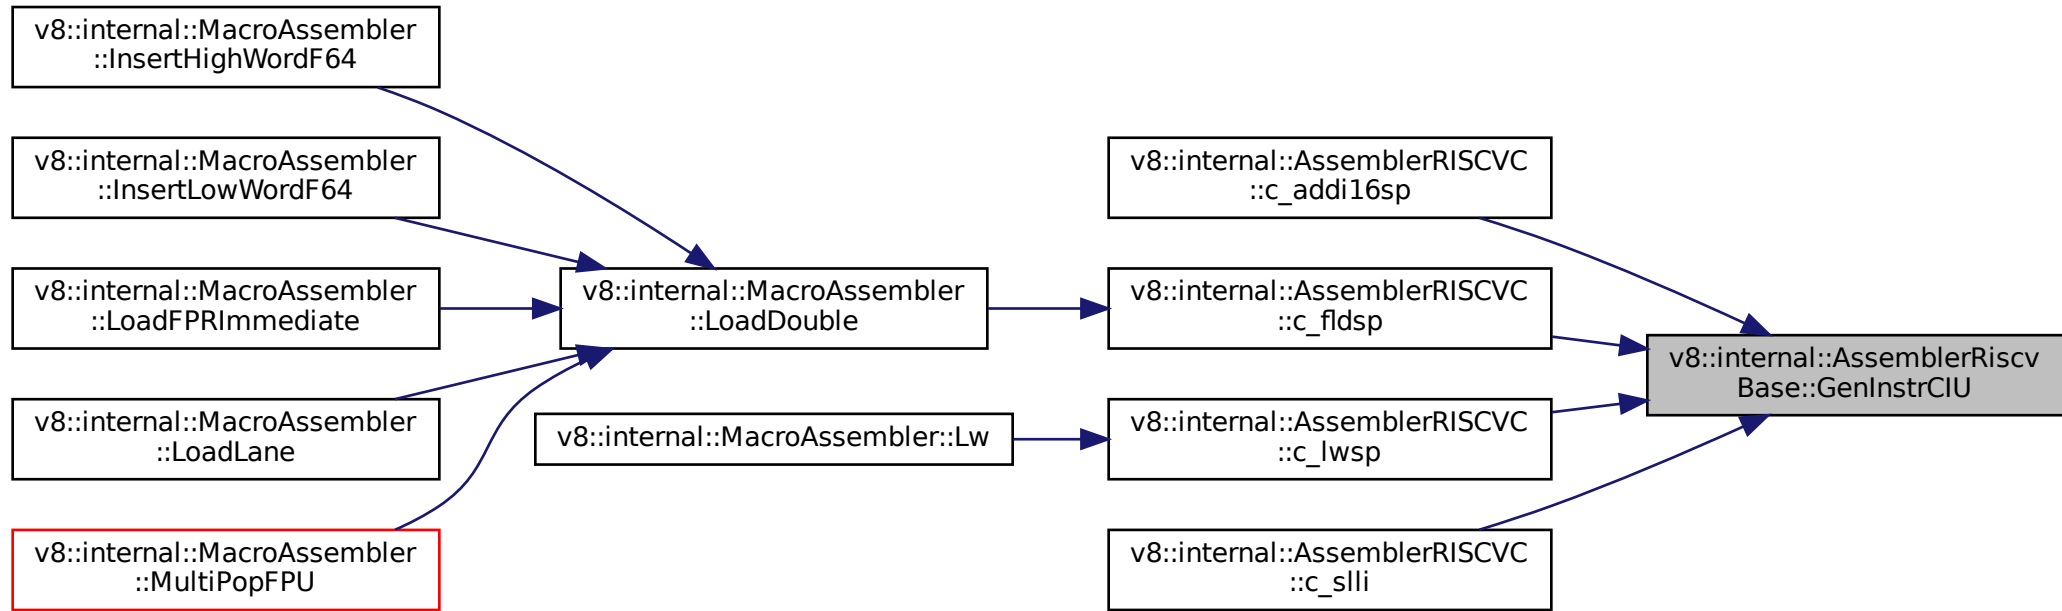 v8::internal::MacroAssembler
::InsertHighWordF64
v8::internal::MacroAssembler
::InsertLowWordF64
v8::internal::MacroAssembler
::LoadFPRImmediate
v8::internal::MacroAssembler
::LoadLane
v8::internal::MacroAssembler
::MultiPopFPU
v8::internal::MacroAssembler
::LoadDouble
v8::internal::MacroAssembler::Lw
v8::internal::AssemblerRISCVC
::c_addi16sp
v8::internal::AssemblerRISCVC
::c_fldsp
v8::internal::AssemblerRISCVC
::c_lwsp
v8::internal::AssemblerRISCVC
::c_slli
v8::internal::AssemblerRiscv
Base::GenInstrCIU